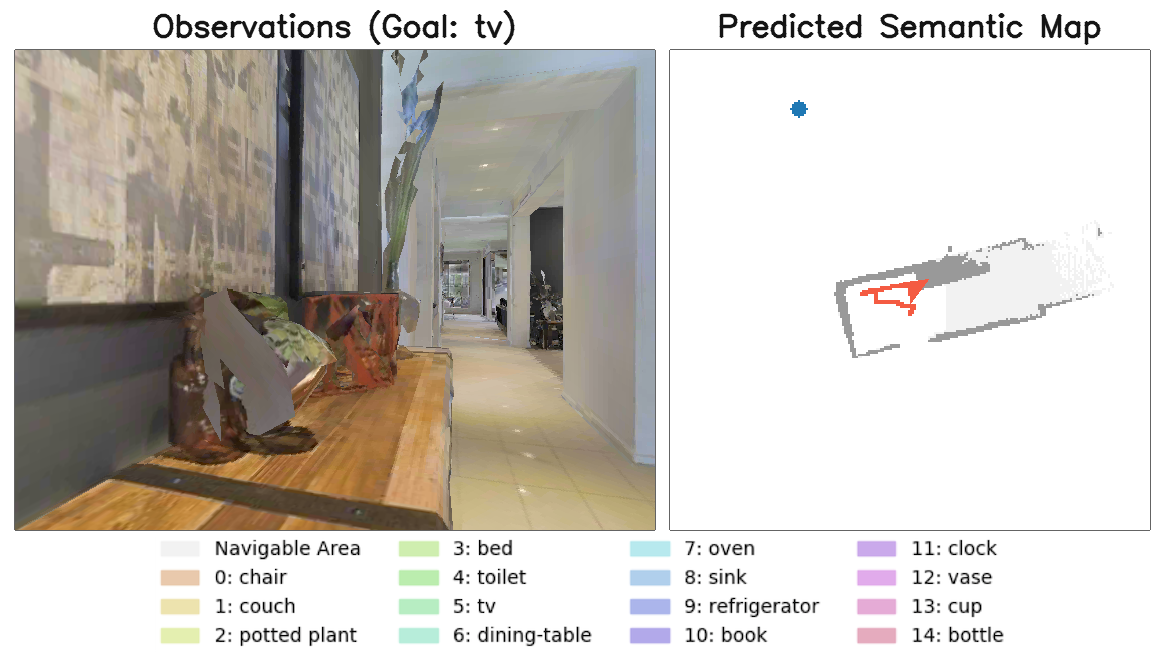 Observations (Goal: tv)
Predicted Semantic Map
Navigable Area
0: chair
1: couch
2: potted plant
3: bed
4: toilet
5: tv
6: dining-table
7: oven
8: sink
9: refrigerator
10: book
11: clock
12: vase
13: cup
14: bottle